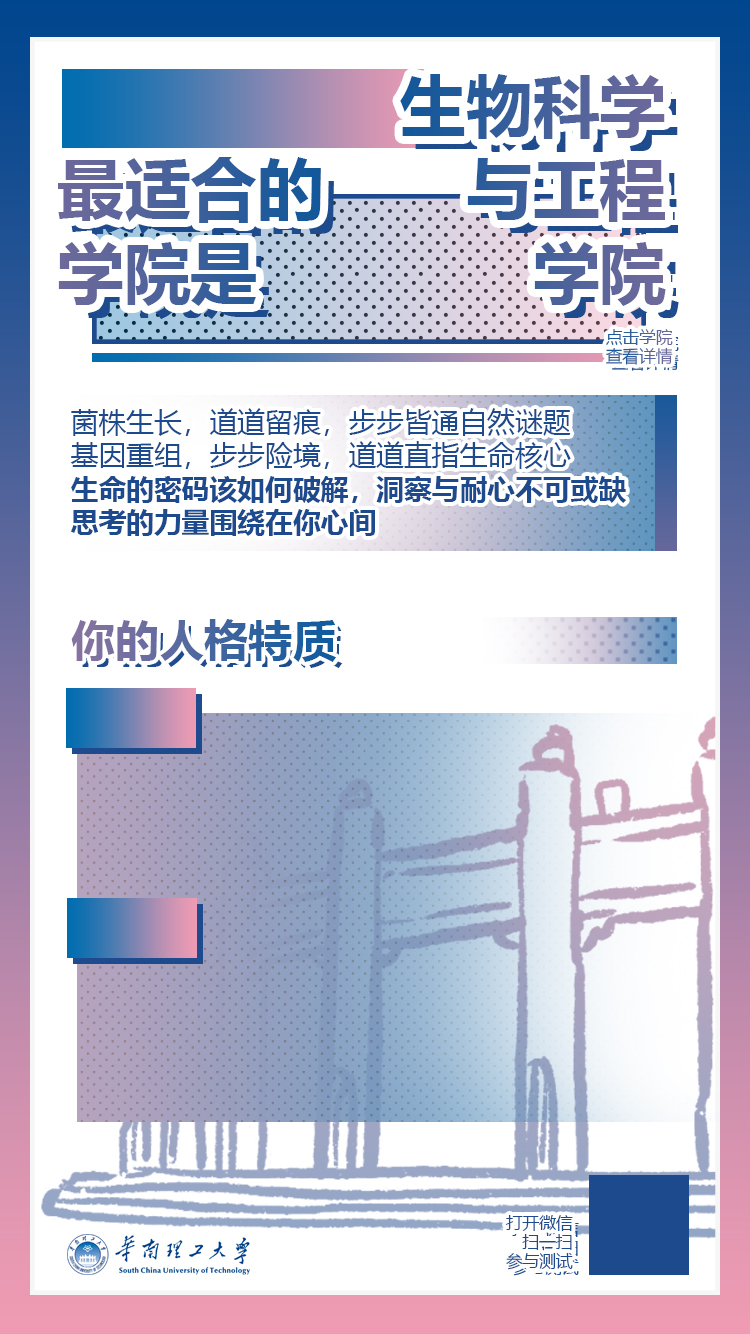 最适合的
学院是
生物科学
与工程
学院
点击学院
查看详情
菌株生长，道道留痕，步步皆通自然谜题
基因重组，步步险境，道道直指生命核心
生命的密码该如何破解，洞察与耐心不可或缺
思考的力量围绕在你心间
你的人格特质
打开微信
扫一扫
参与测试
華南理工大學
South China University of Technology